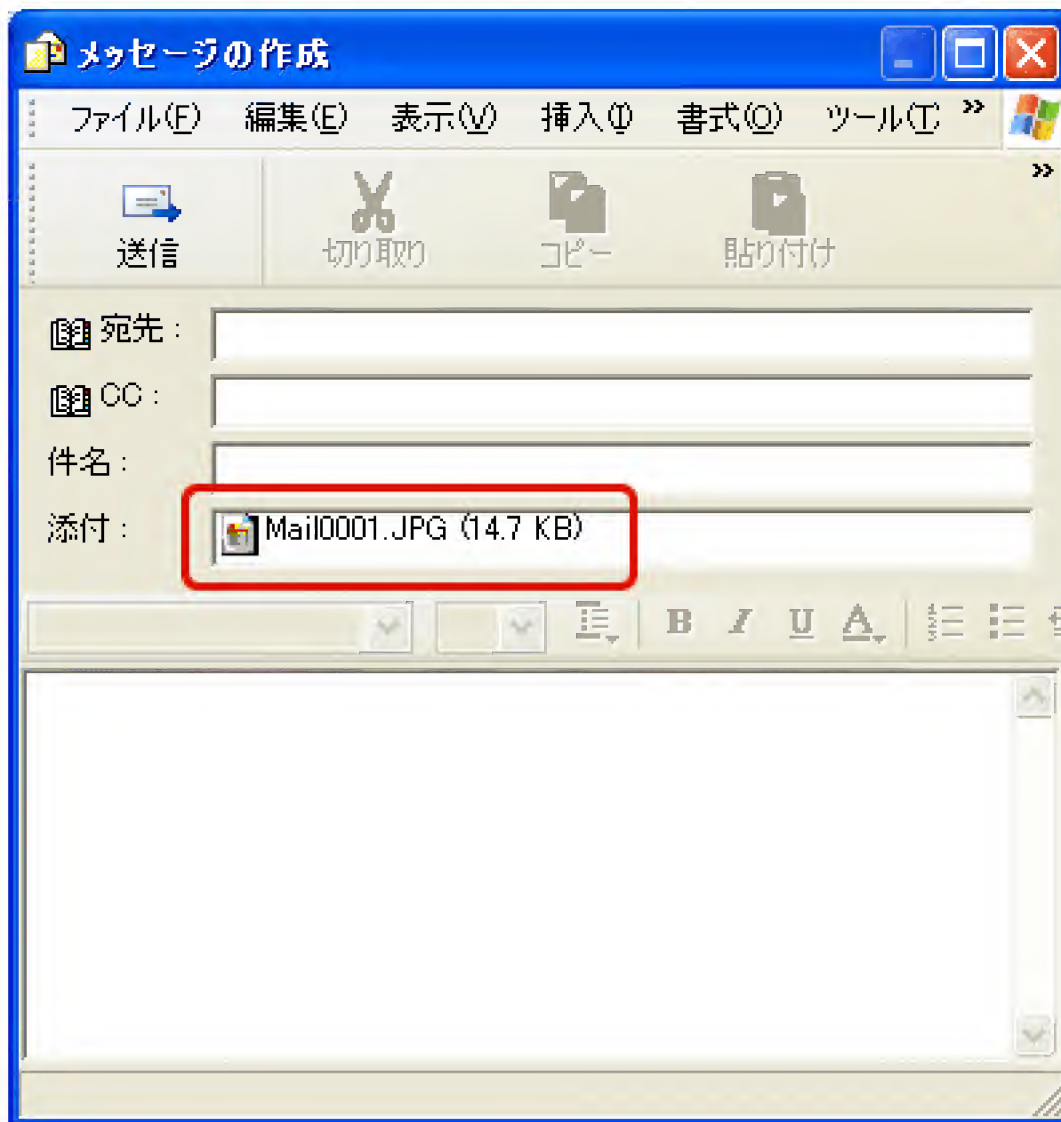 メッセージの作成
ファイル(F) 編集(E) 表示(V) 挿入(I) 書式(O) ツール(T) »
»
送信 切り取り コピー 貼り付け
宛先:
CC:
件名:
添付: Mail0001.JPG (14.7 KB)
B I U A